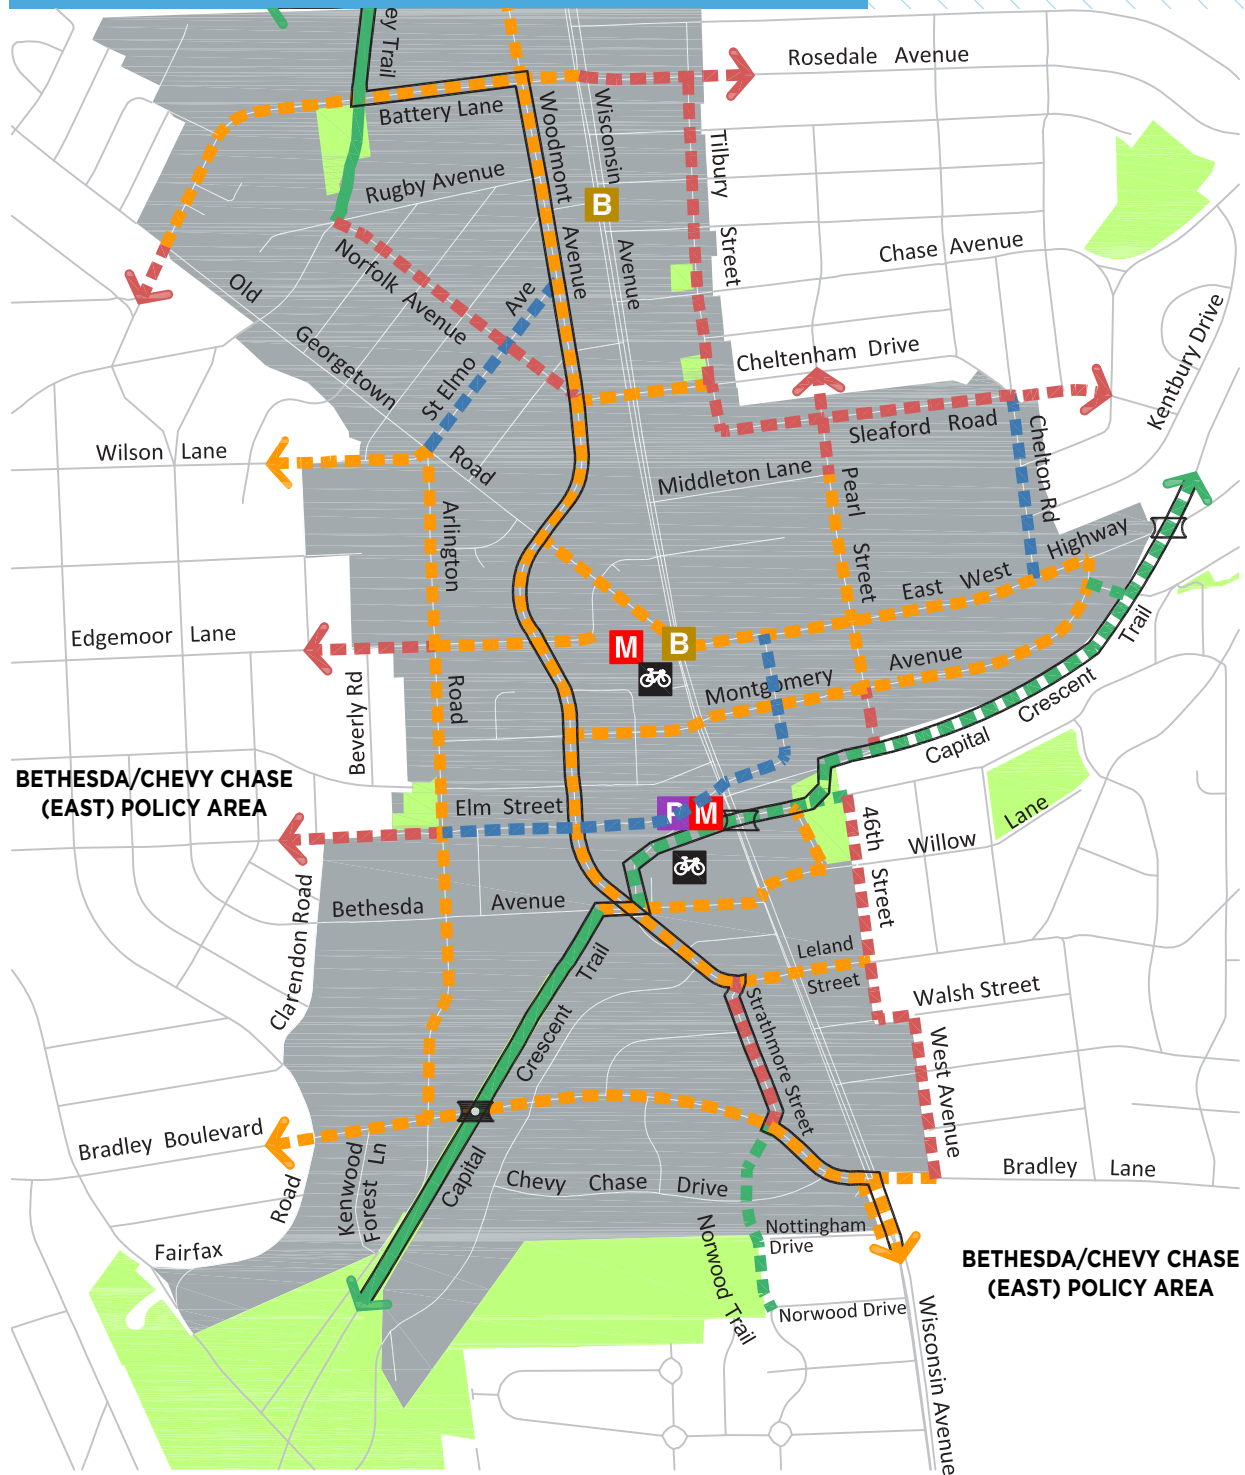 ey Trail
Rosedale Avenue
Battery Lane
Woodmont
Avenue
Wisconsin
Avenue
Tilbury
Street
Rugby Avenue
B
Chase Avenue
Norfolk Avenue
Old
Georgetown
Road
St Elmo
Ave
Cheltenham Drive
Kentbury Drive
Wilson Lane
Sleaford Road
Chelton Rd
Middleton Lane
Pearl
Street
Arlington
Road
East West
Highway
Edgemoor Lane
M
B
Avenue
Montgomery
Beverly Rd
Capital
Crescent
Trail
BETHESDA/CHEVY CHASE
(EAST) POLICY AREA
Elm Street
M
46th
Street
Willow
Lane
Clarendon Road
Bethesda
Avenue
Trail
Crescent
Capital
Leland
Street
Walsh Street
Strathmore Street
West Avenue
Bradley Boulevard
Bradley Lane
Kenwood
Forest Ln
Road
Fairfax
Chevy Chase Drive
Nottingham
Drive
Norwood Trail
Norwood Drive
BETHESDA/CHEVY CHASE
(EAST) POLICY AREA
Wisconsin Avenue